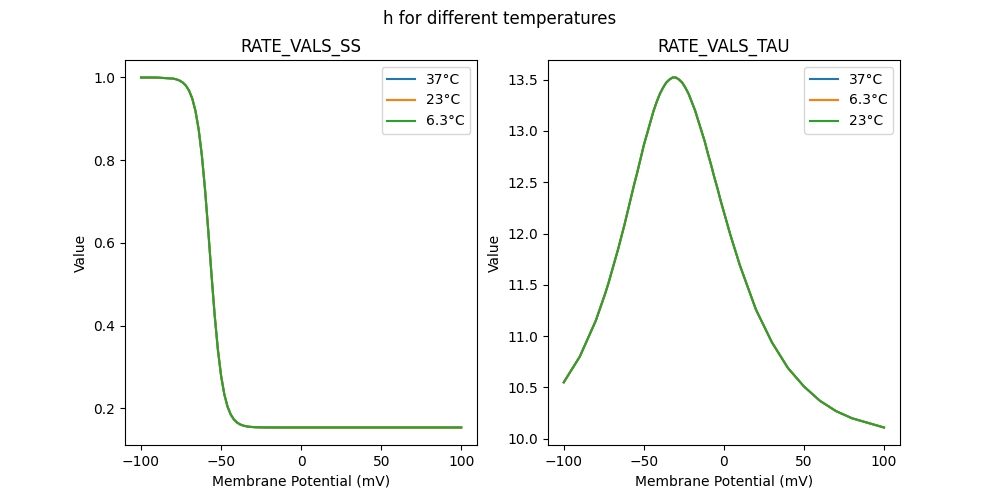 h for different temperatures
RATE_VALS_SS
1.0
0.8
0.6
0.4
0.2
Value
−100
−50
0
50
100
Membrane Potential (mV)
37°C
23°C
6.3°C
RATE_VALS_TAU
13.5
13.0
12.5
12.0
11.5
11.0
10.5
10.0
Value
−100
−50
0
50
100
Membrane Potential (mV)
37°C
6.3°C
23°C